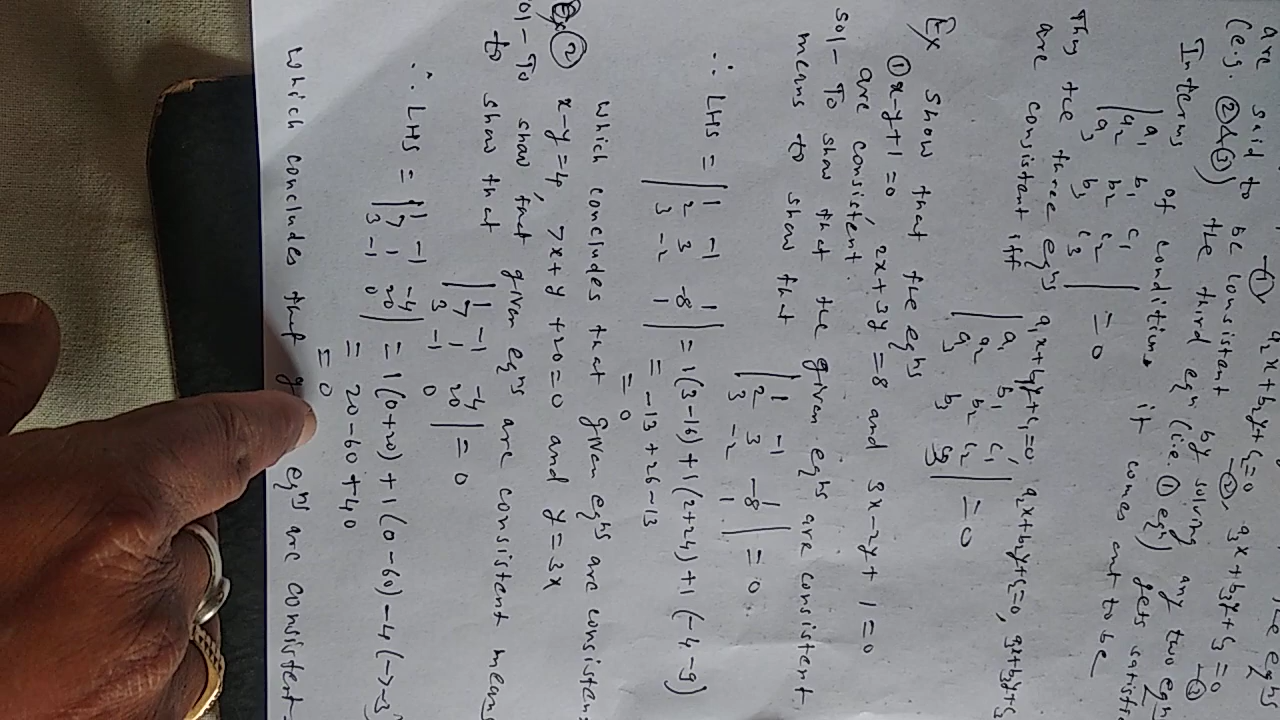 are said to be consistent by solving any two eqns
(e.g. ②&③) the third eqn (i.e. ① eqn) gets satisf
Interms of conditions it comes out to be
| a₁ b₁ c₁ |
| a₂ b₂ c₂ | = 0
| a₃ b₃ c₃ |
Thus the three eqns a₁x+b₁y+c₁=0, a₂x+b₂y+c₂=0, a₃x+b₃y+c₃
are consistent iff | a₁ b₁ c₁ |
| a₂ b₂ c₂ | = 0
| a₃ b₃ c₃ |
Ex Show that the eqns
① x-y+1=0, 2x+3y=8 and 3x-2y+1=0
are consistent.
Sol- To show that the given eqns are consistent
means to show that | 1 -1 1 |
| 2 3 -8 | = 0.
| 3 -2 1 |
∴ LHS = | 1 -1 1 |
| 2 3 -8 | = 1(3-16)+1(2+24)+1(-4-9)
| 3 -2 1 | = -13+26-13
= 0
which concludes that given eqns are consisten
Ex ② x-y=4, 7x+y+20=0 and y=3x
Sol- To show that given eqns are consistent means
to show that | 1 -1 -4 |
| 7 1 20 | = 0
| 3 -1 0 |
∴ LHS = | 1 -1 -4 |
| 7 1 20 | = 1(0+20)+1(0-60)-4(-7-3)
| 3 -1 0 | = 20-60+40
= 0
which concludes that eqns are consistent.